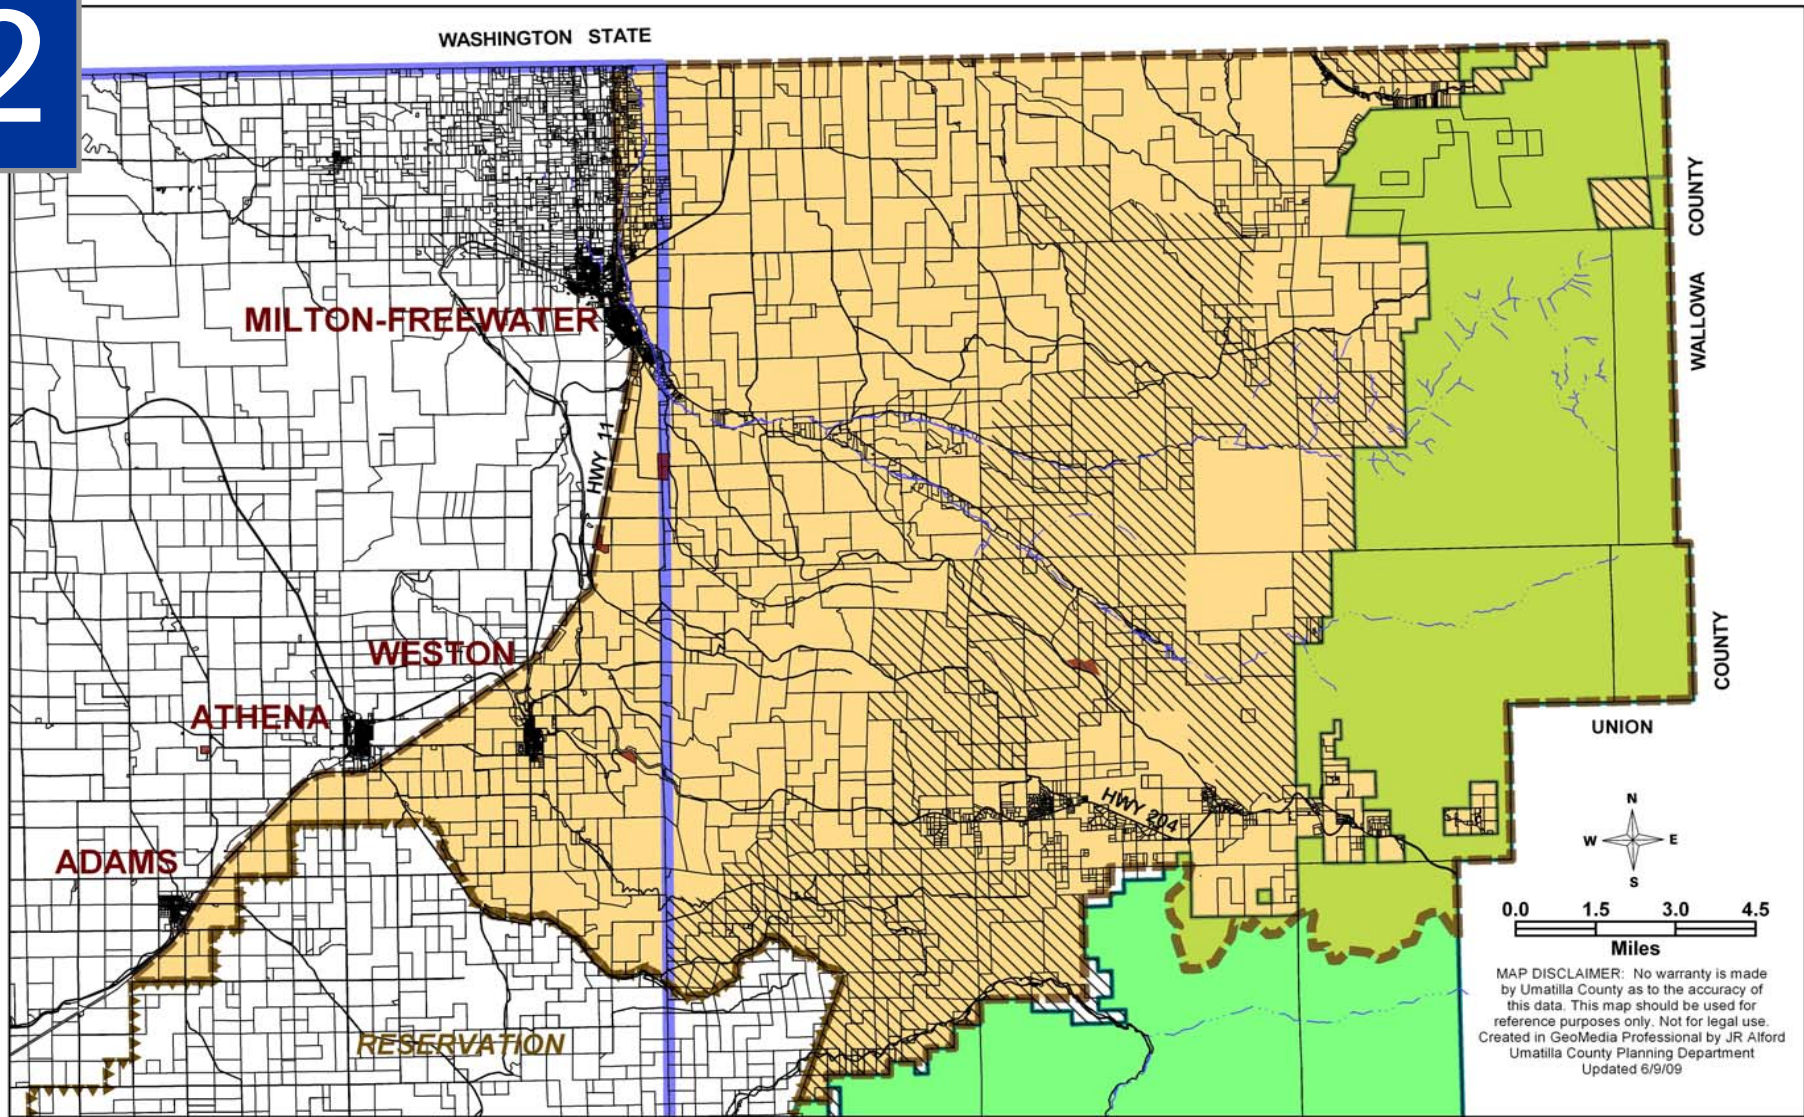 2
WASHINGTON STATE
WALLOWA COUNTY
MILTON-FREEWATER
HWY 11
WESTON
COUNTY
ATHENA
UNION
HWY 204
ADAMS
N
W E
S
0.0 1.5 3.0 4.5
Miles
MAP DISCLAIMER: No warranty is made
by Umatilla County as to the accuracy of
this data. This map should be used for
reference purposes only. Not for legal use.
Created in GeoMedia Professional by JR Alford
Umatilla County Planning Department
Updated 6/9/09
RESERVATION